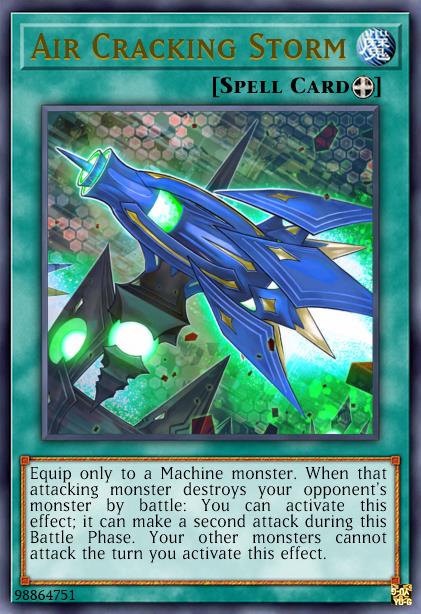 AIR CRACKING STORM
[SPELL CARD]
Equip only to a Machine monster. When that
attacking monster destroys your opponent's
monster by battle: You can activate this
effect; it can make a second attack during this
Battle Phase. Your other monsters cannot
attack the turn you activate this effect.
98864751